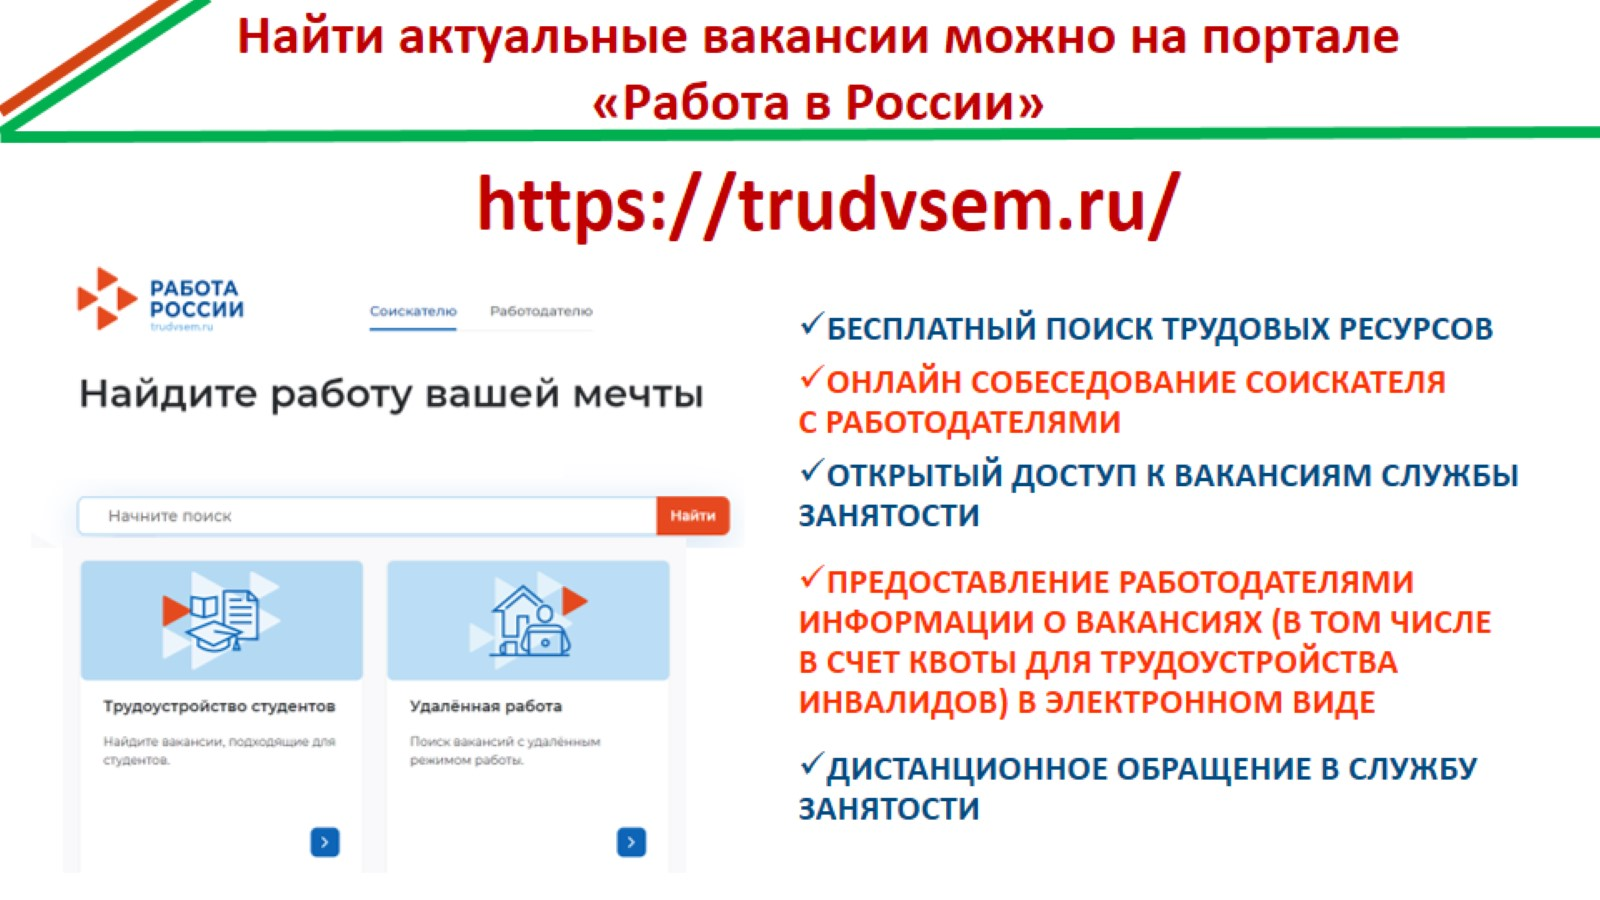 Найти актуальные вакансии можно на портале
«Работа в России»
https://trudvsem.ru/
РАБОТА
РОССИИ
trudvsem.ru
Соискателю
Работодателю
Найдите работу вашей мечты
Начните поиск
Найти
Трудоустройство студентов
Найдите вакансии, подходящие для
студентов.
Удалённая работа
Поиск вакансий с удалённым
режимом работы.
✓БЕСПЛАТНЫЙ ПОИСК ТРУДОВЫХ РЕСУРСОВ
✓ОНЛАЙН СОБЕСЕДОВАНИЕ СОИСКАТЕЛЯ
С РАБОТОДАТЕЛЯМИ
✓ОТКРЫТЫЙ ДОСТУП К ВАКАНСИЯМ СЛУЖБЫ
ЗАНЯТОСТИ
✓ПРЕДОСТАВЛЕНИЕ РАБОТОДАТЕЛЯМИ
ИНФОРМАЦИИ О ВАКАНСИЯХ (В ТОМ ЧИСЛЕ
В СЧЕТ КВОТЫ ДЛЯ ТРУДОУСТРОЙСТВА
ИНВАЛИДОВ) В ЭЛЕКТРОННОМ ВИДЕ
✓ДИСТАНЦИОННОЕ ОБРАЩЕНИЕ В СЛУЖБУ
ЗАНЯТОСТИ